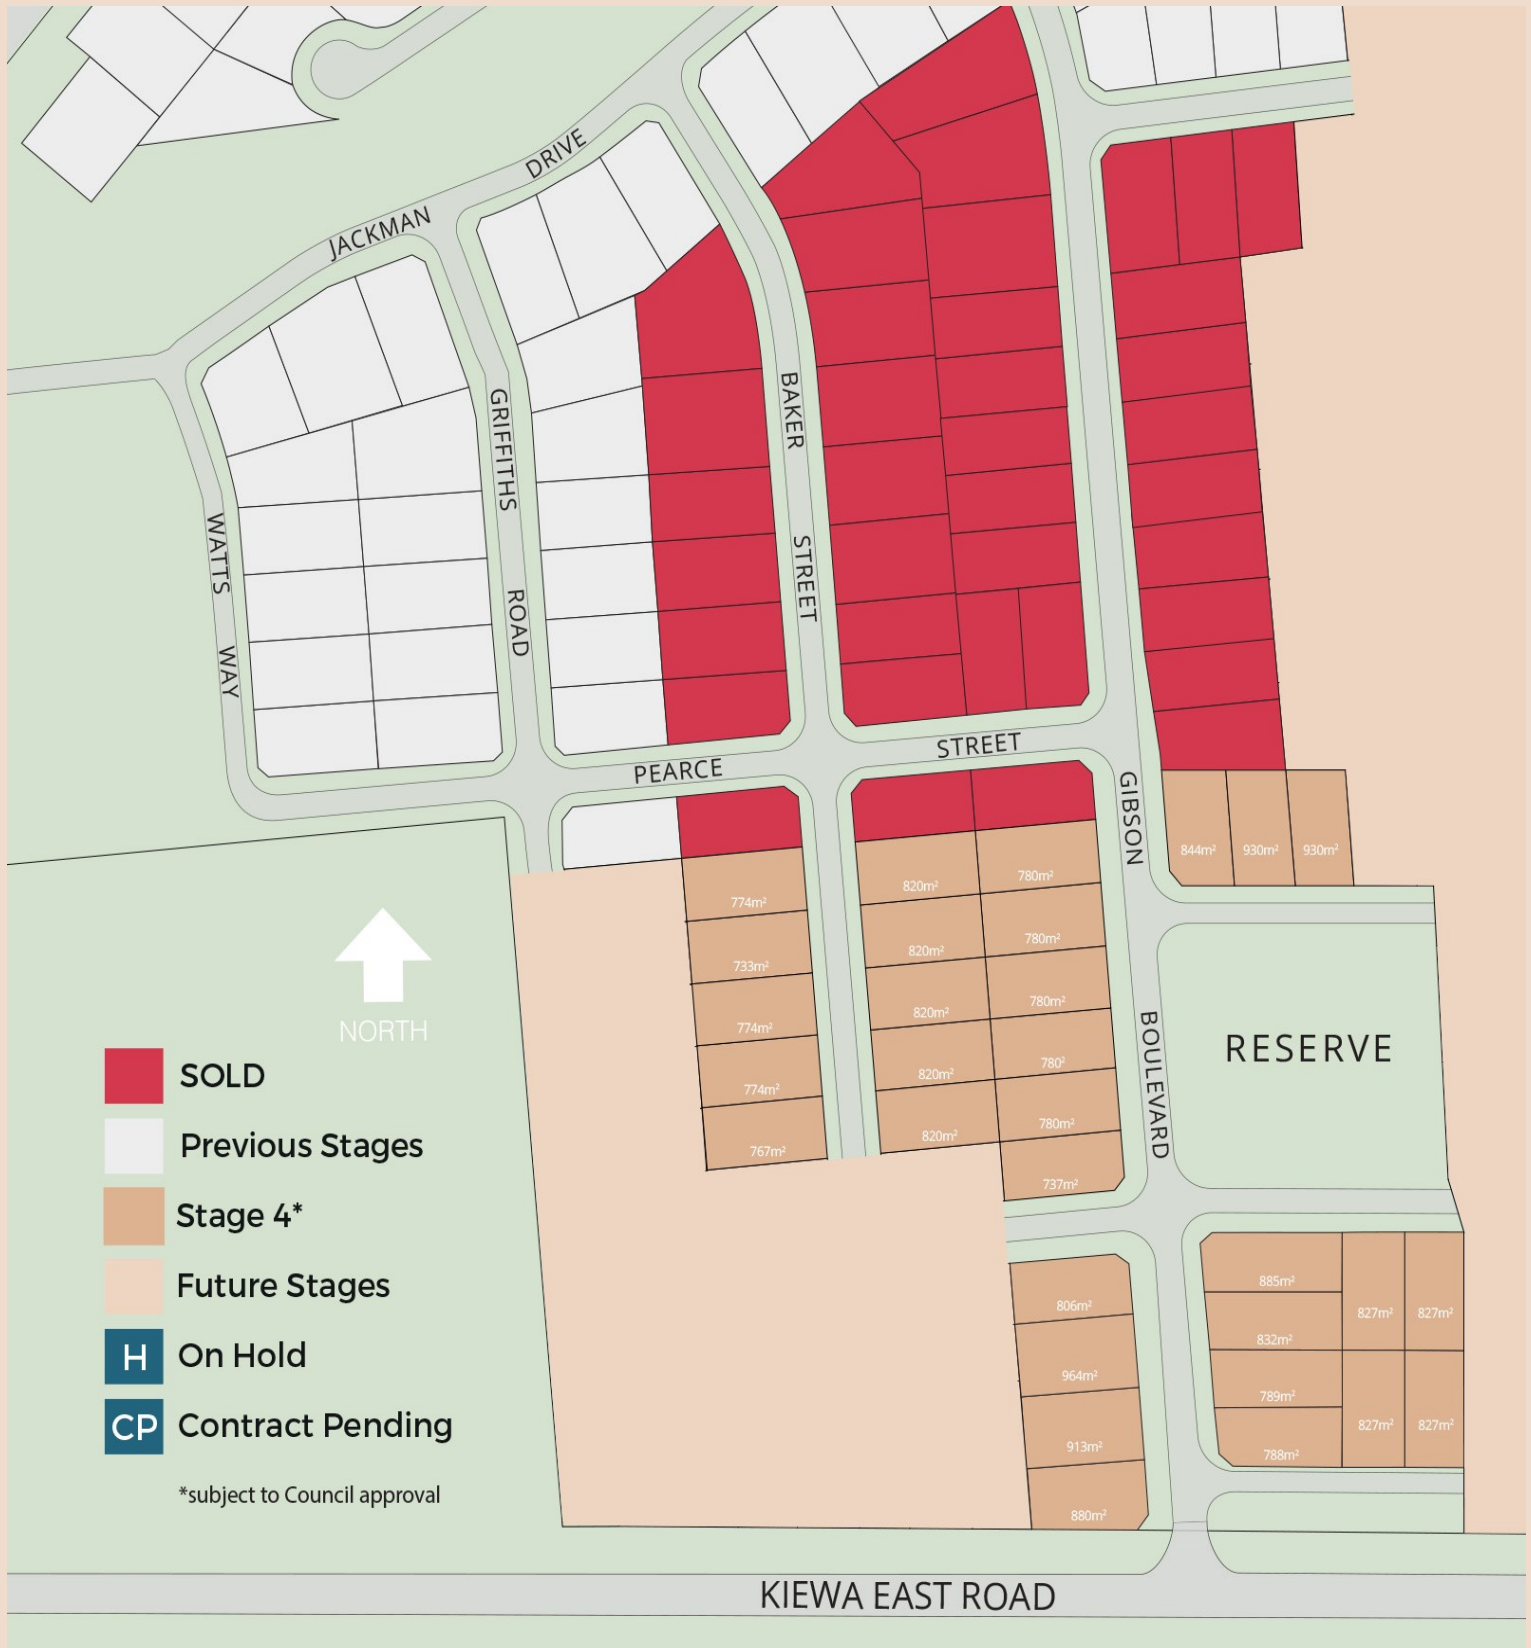 DRIVE
JACKMAN
GRIFFITHS
ROAD
BAKER
STREET
WATTS
WAY
STREET
PEARCE
GIBSON
BOULEVARD
844m²
930m²
930m²
774m²
733m²
774m²
774m²
767m²
820m²
820m²
820m²
820m²
820m²
780m²
780m²
780m²
780²
780m²
737m²
RESERVE
NORTH
SOLD
Previous Stages
Stage 4*
Future Stages
H On Hold
CP Contract Pending
*subject to Council approval
806m²
964m²
913m²
880m²
885m²
832m²
789m²
788m²
827m²
827m²
827m²
827m²
KIEWA EAST ROAD